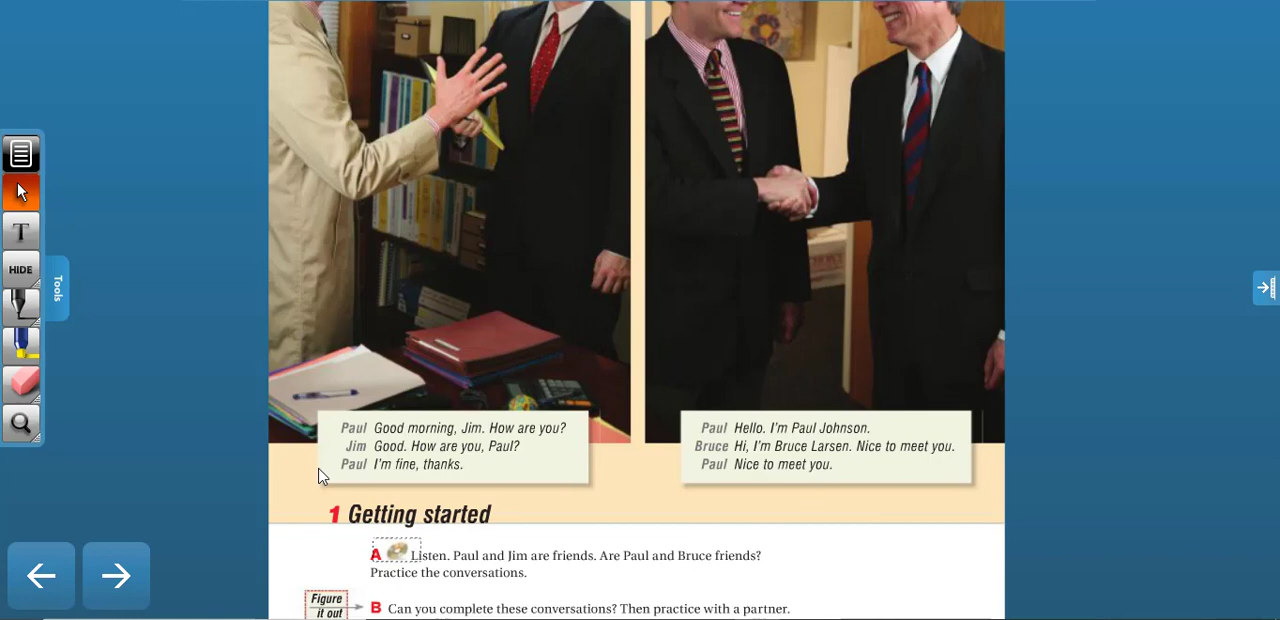 T
HIDE
Tools
Paul Good morning, Jim. How are you?
Jim Good. How are you, Paul?
Paul I'm fine, thanks.
Paul Hello. I'm Paul Johnson.
Bruce Hi, I'm Bruce Larsen. Nice to meet you.
Paul Nice to meet you.
1 Getting started
A Listen. Paul and Jim are friends. Are Paul and Bruce friends?
Practice the conversations.
Figure
it out
B Can you complete these conversations? Then practice with a partner.